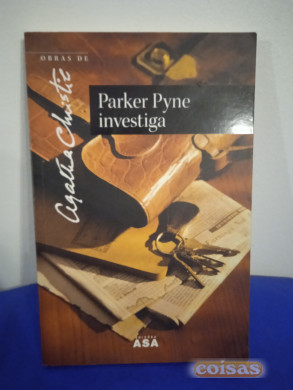 OBRAS DE
Agatha Christie
Parker Pyne
investiga
ASA
coisas